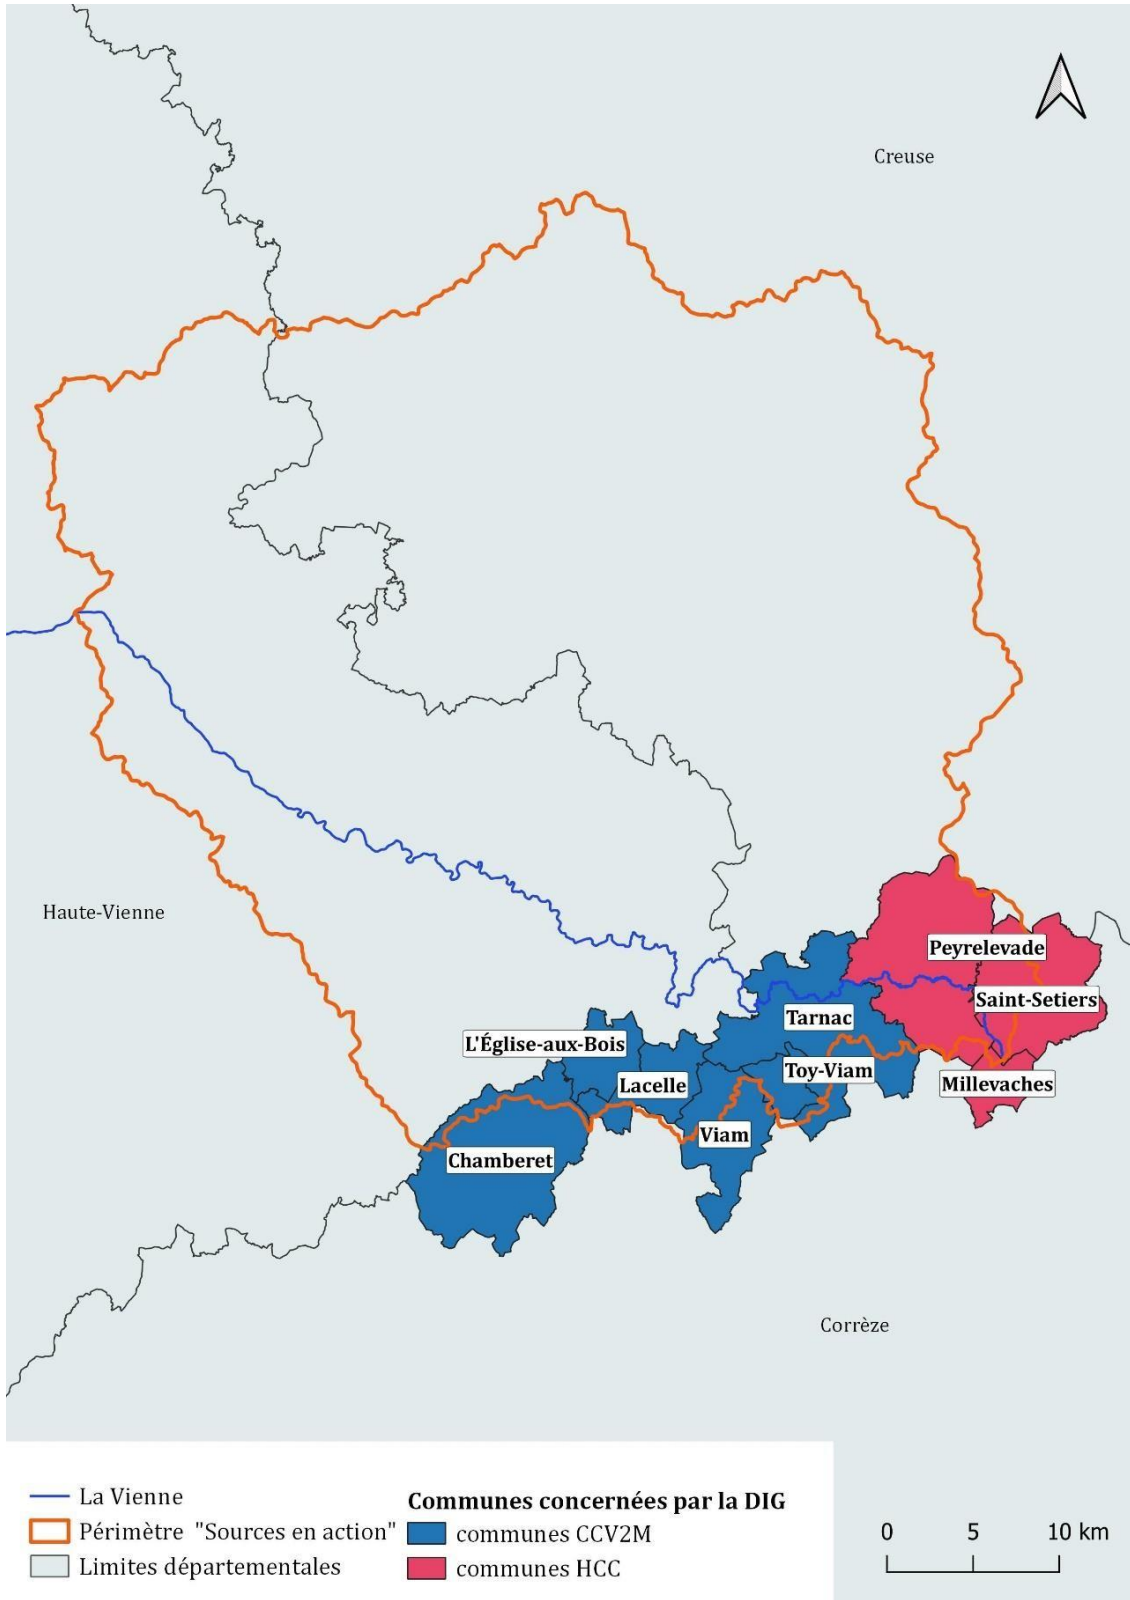 Creuse
Haute-Vienne
Peyrelevade
Saint-Setiers
Tarnac
L'Église-aux-Bois
Toy-Viam
Lacelle
Millevaches
Viam
Chamberet
Corrèze
La Vienne
Périmètre "Sources en action"
Limites départementales
Communes concernées par la DIG
communes CCV2M
communes HCC
0 5 10 km